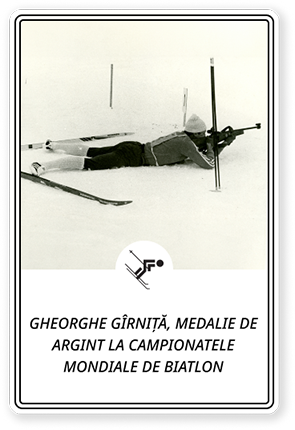 GHEORGHE GÎRNIȚĂ, MEDALIE DE
ARGINT LA CAMPIONATELE
MONDIALE DE BIATLON